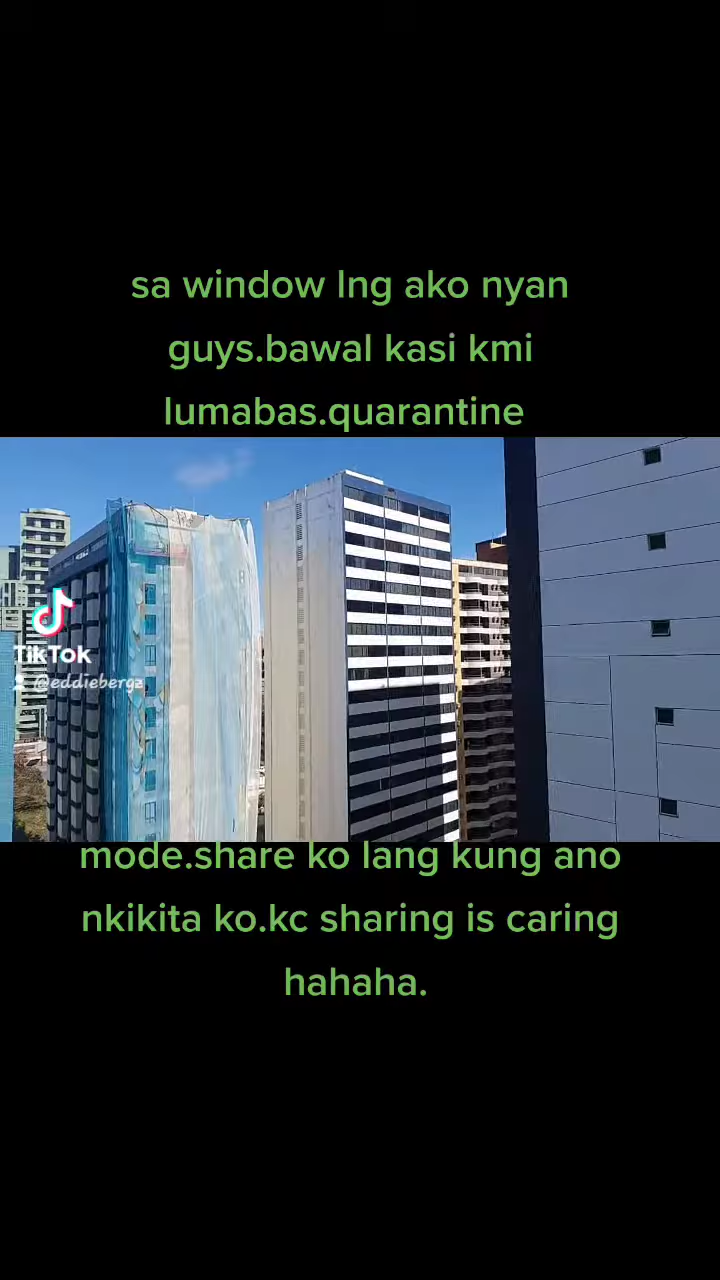 sa window lng ako nyan
guys.bawal kasi kmi
lumabas.quarantine
TikTok
@eddiebergz
mode.share ko lang kung ano
nkikita ko.kc sharing is caring
hahaha.